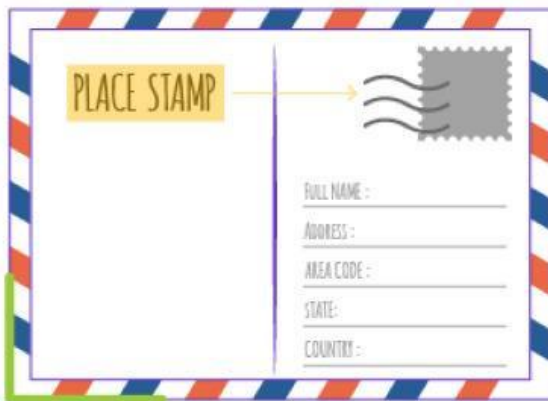 PLACE STAMP
FULL NAME :
ADDRESS :
AREA CODE :
STATE:
COUNTRY :